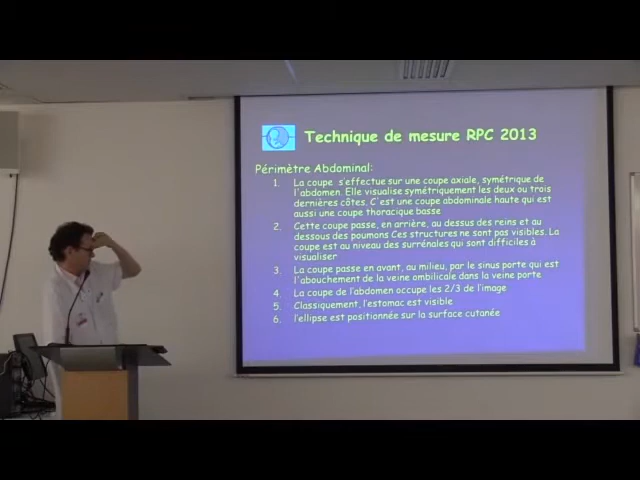 Technique de mesure RPC 2013
Périmètre Abdominal:
1. La coupe s'effectue sur une coupe axiale, symétrique de
l'abdomen. Elle visualise symétriquement les deux ou trois
dernières côtes. C'est une coupe abdominale haute qui est
aussi une coupe thoracique basse
2. Cette coupe passe, en arrière, au dessus des reins et au
dessous des poumons Ces structures ne sont pas visibles. La
coupe est au niveau des surrénales qui sont difficiles à
visualiser
3. La coupe passe en avant, au milieu, par le sinus porte qui est
l'abouchement de la veine ombilicale dans la veine porte
4. La coupe de l'abdomen occupe les 2/3 de l'image
5. Classiquement, l'estomac est visible
6. l'ellipse est positionnée sur la surface cutanée